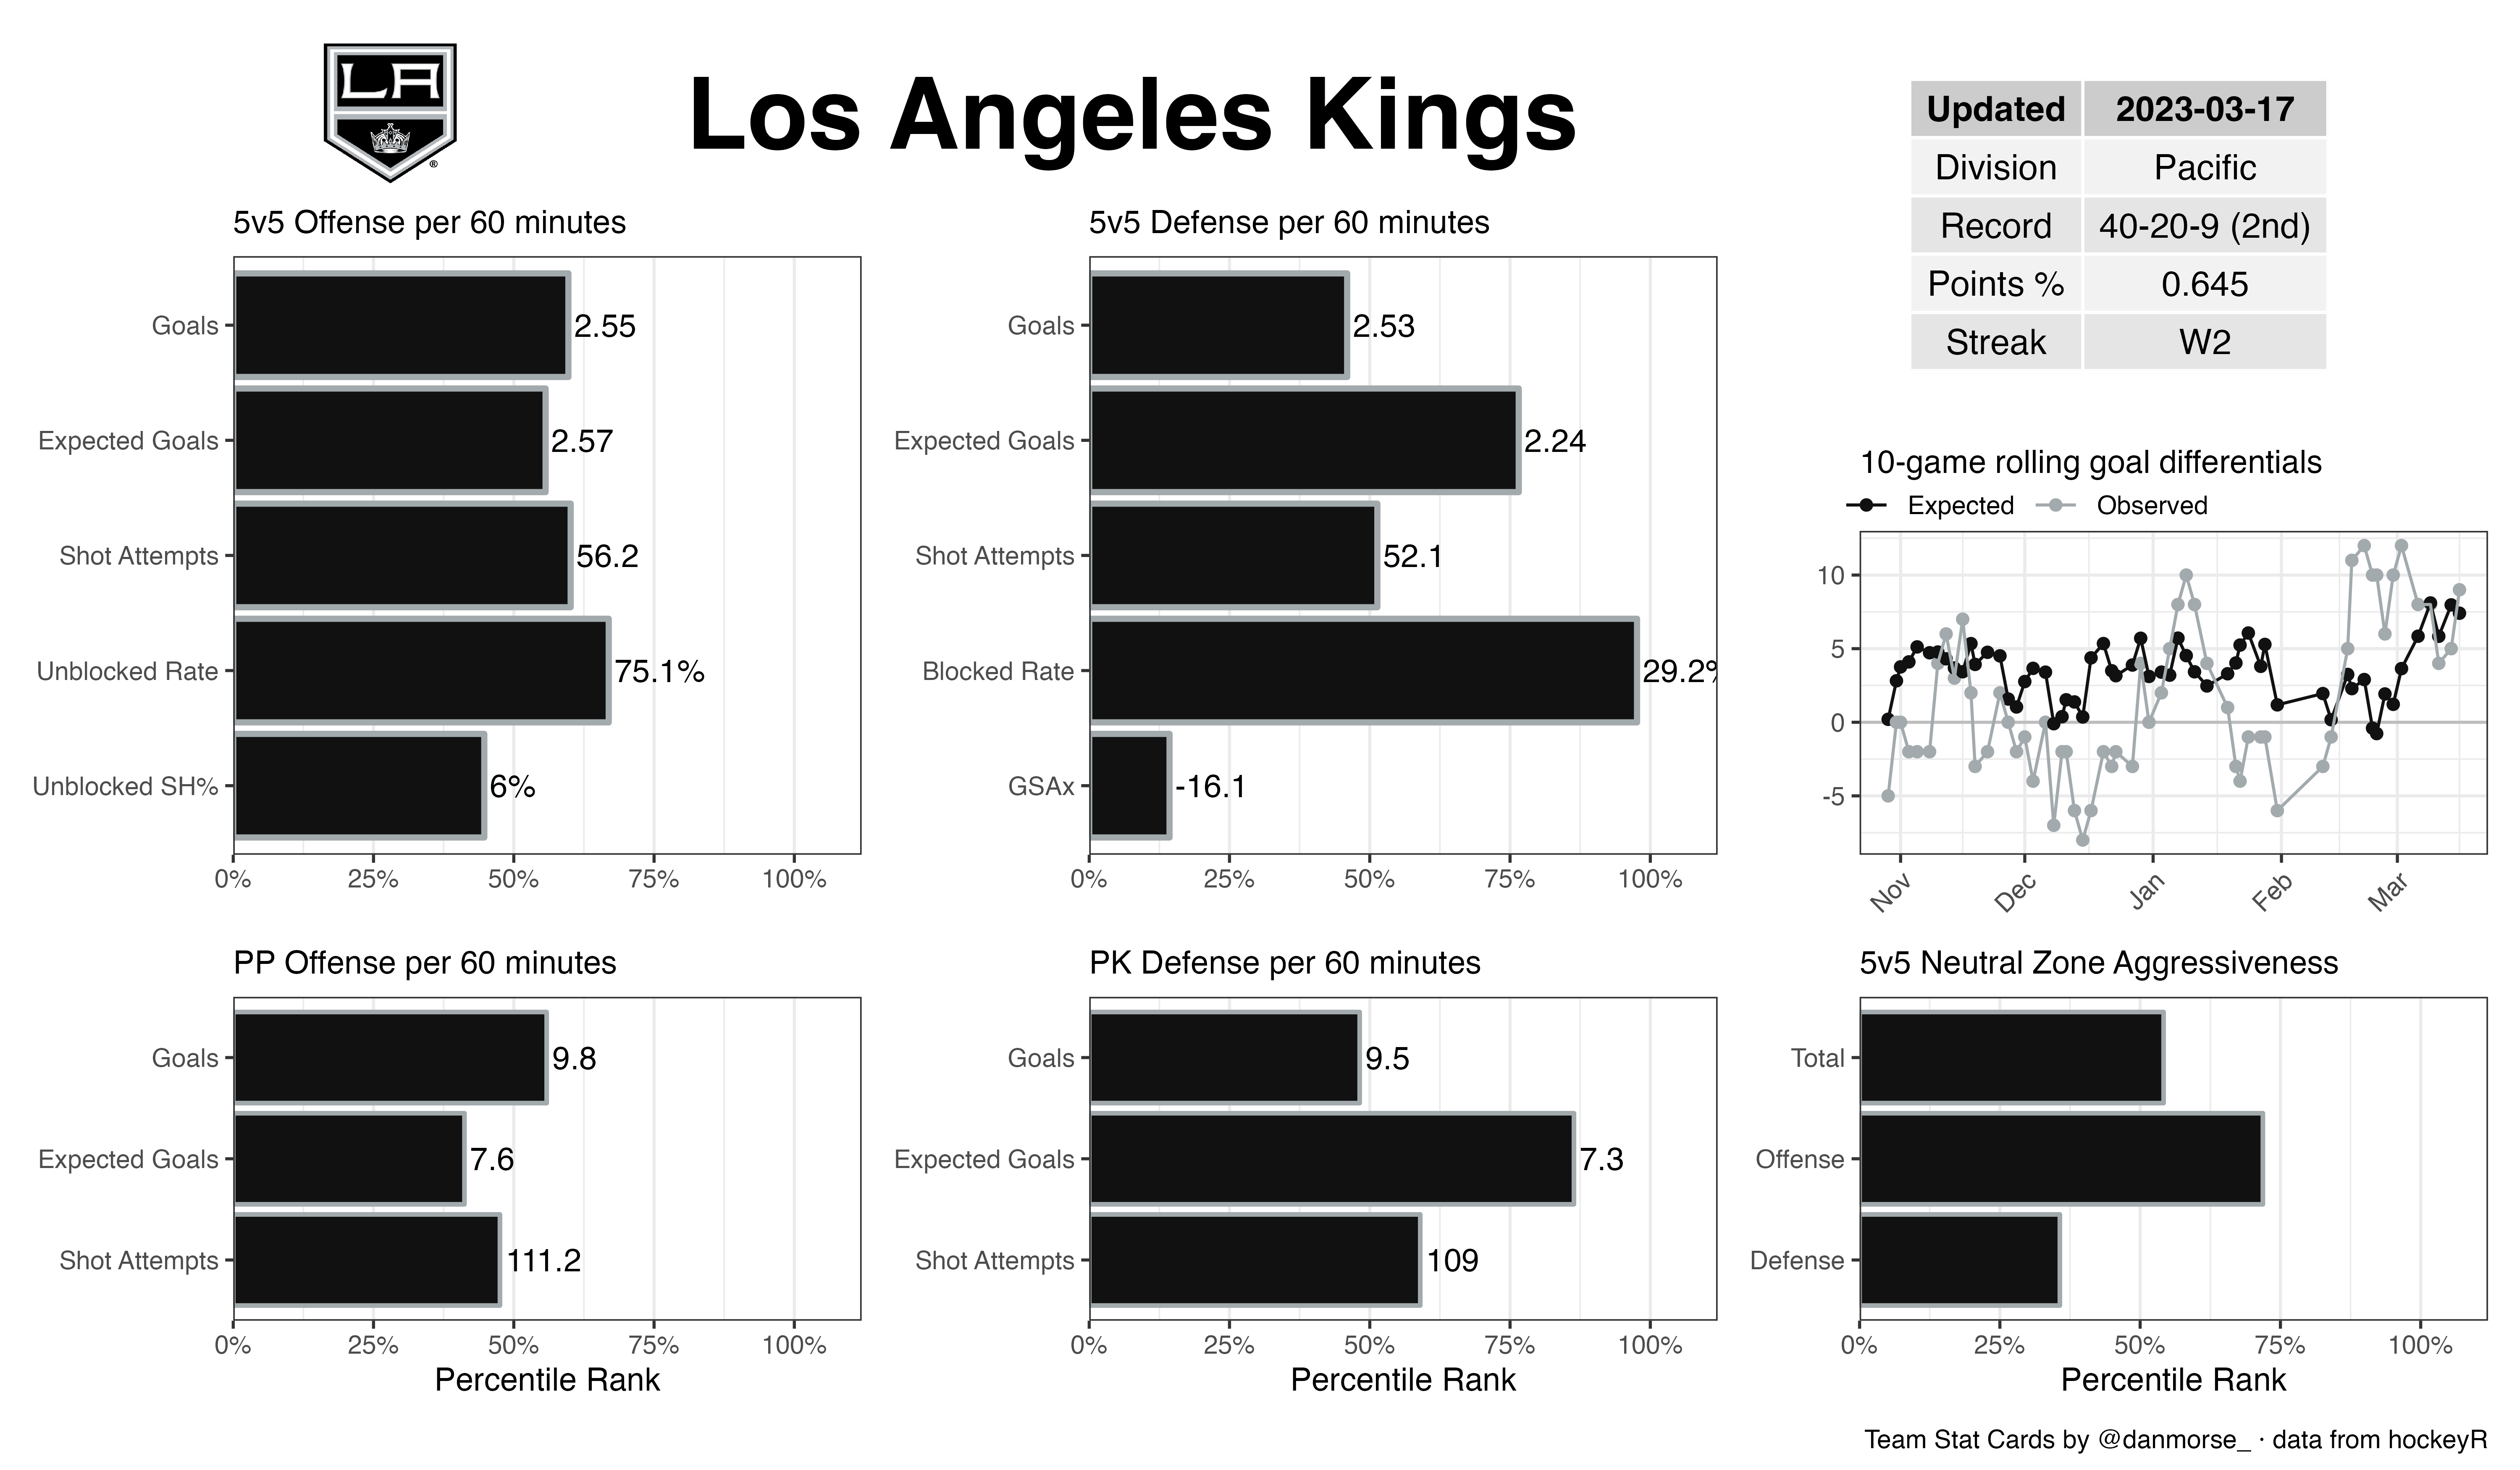 LA
®
Los Angeles Kings
Updated 2023-03-17
Division Pacific
Record 40-20-9 (2nd)
Points % 0.645
Streak W2
5v5 Offense per 60 minutes
Goals 2.55
Expected Goals 2.57
Shot Attempts 56.2
Unblocked Rate 75.1%
Unblocked SH% 6%
0% 25% 50% 75% 100%
5v5 Defense per 60 minutes
Goals 2.53
Expected Goals 2.24
Shot Attempts 52.1
Blocked Rate 29.2%
GSAx -16.1
0% 25% 50% 75% 100%
10-game rolling goal differentials
Expected Observed
10
5
0
-5
Nov Dec Jan Feb Mar
PP Offense per 60 minutes
Goals 9.8
Expected Goals 7.6
Shot Attempts 111.2
0% 25% 50% 75% 100%
Percentile Rank
PK Defense per 60 minutes
Goals 9.5
Expected Goals 7.3
Shot Attempts 109
0% 25% 50% 75% 100%
Percentile Rank
5v5 Neutral Zone Aggressiveness
Total
Offense
Defense
0% 25% 50% 75% 100%
Percentile Rank
Team Stat Cards by @danmorse_ · data from hockeyR